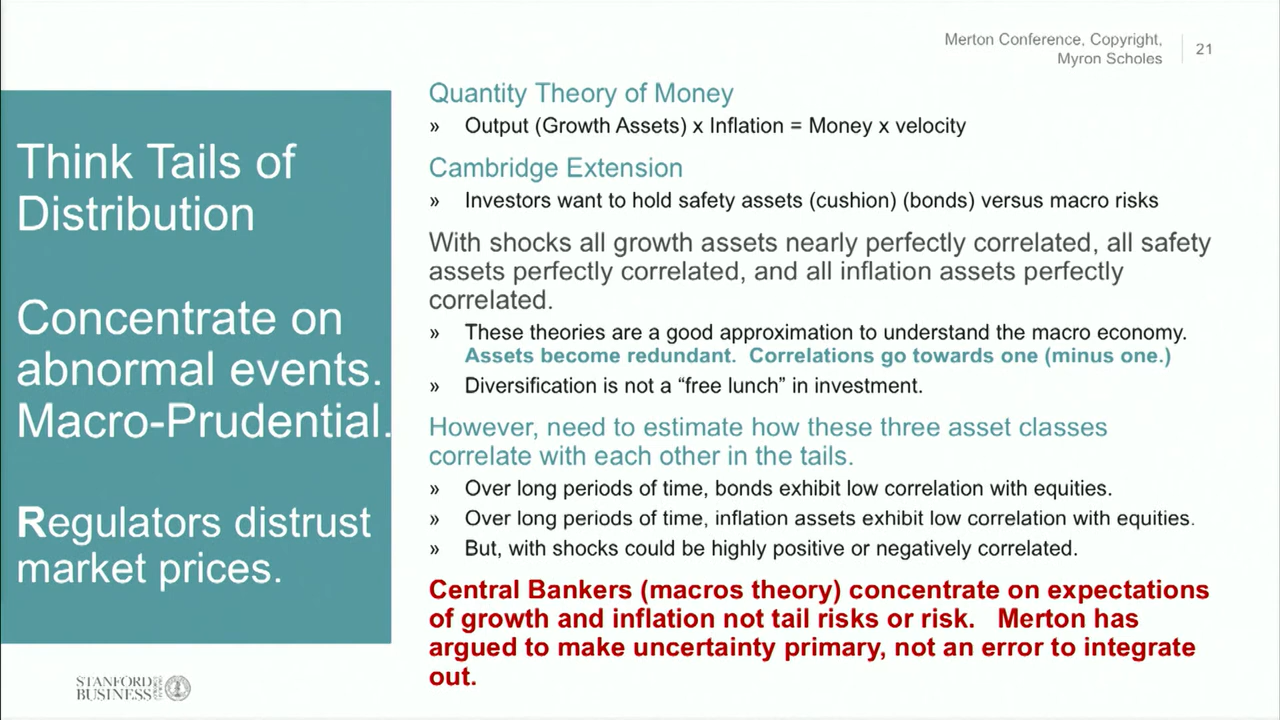 Merton Conference, Copyright,
Myron Scholes
21
Think Tails of
Distribution
Concentrate on
abnormal events.
Macro-Prudential.
Regulators distrust
market prices.
Quantity Theory of Money
» Output (Growth Assets) x Inflation = Money x velocity
Cambridge Extension
» Investors want to hold safety assets (cushion) (bonds) versus macro risks
With shocks all growth assets nearly perfectly correlated, all safety
assets perfectly correlated, and all inflation assets perfectly
correlated.
» These theories are a good approximation to understand the macro economy.
Assets become redundant. Correlations go towards one (minus one.)
» Diversification is not a “free lunch” in investment.
However, need to estimate how these three asset classes
correlate with each other in the tails.
» Over long periods of time, bonds exhibit low correlation with equities.
» Over long periods of time, inflation assets exhibit low correlation with equities.
» But, with shocks could be highly positive or negatively correlated.
Central Bankers (macros theory) concentrate on expectations
of growth and inflation not tail risks or risk. Merton has
argued to make uncertainty primary, not an error to integrate
out.
STANFORD
BUSINESS